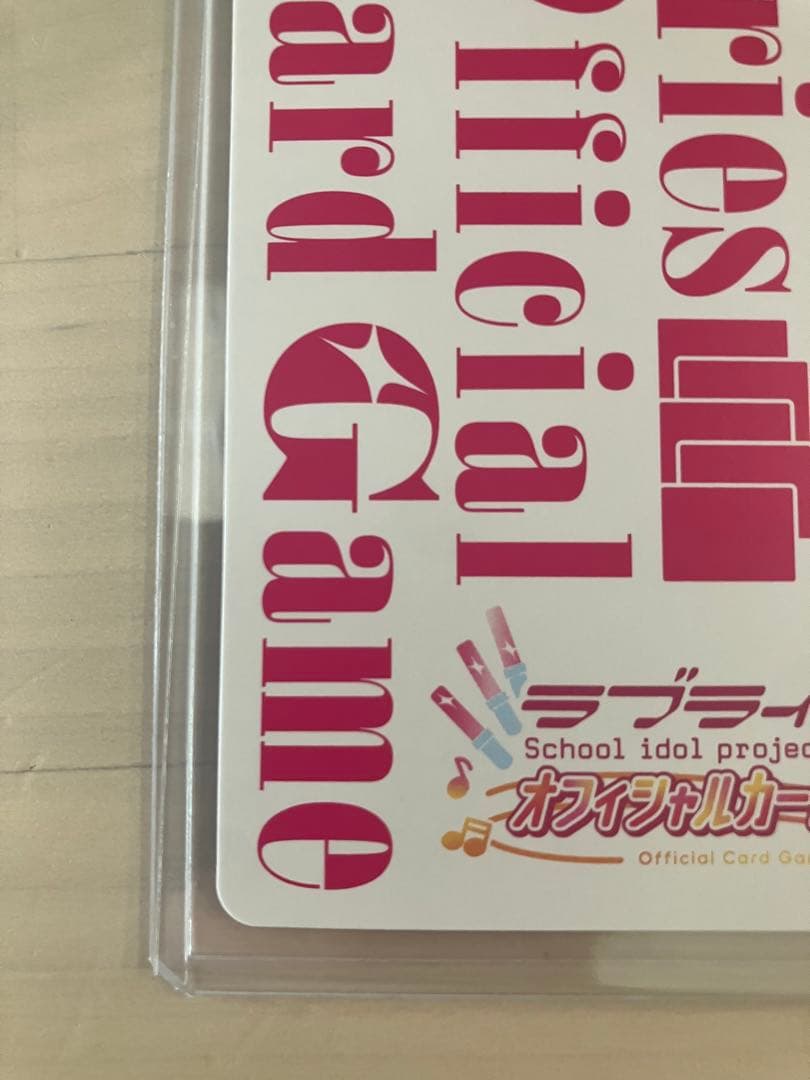 ries
Official
ard Game
ラブライ
School idol projec
オフィシャルカー
Official Card Ga